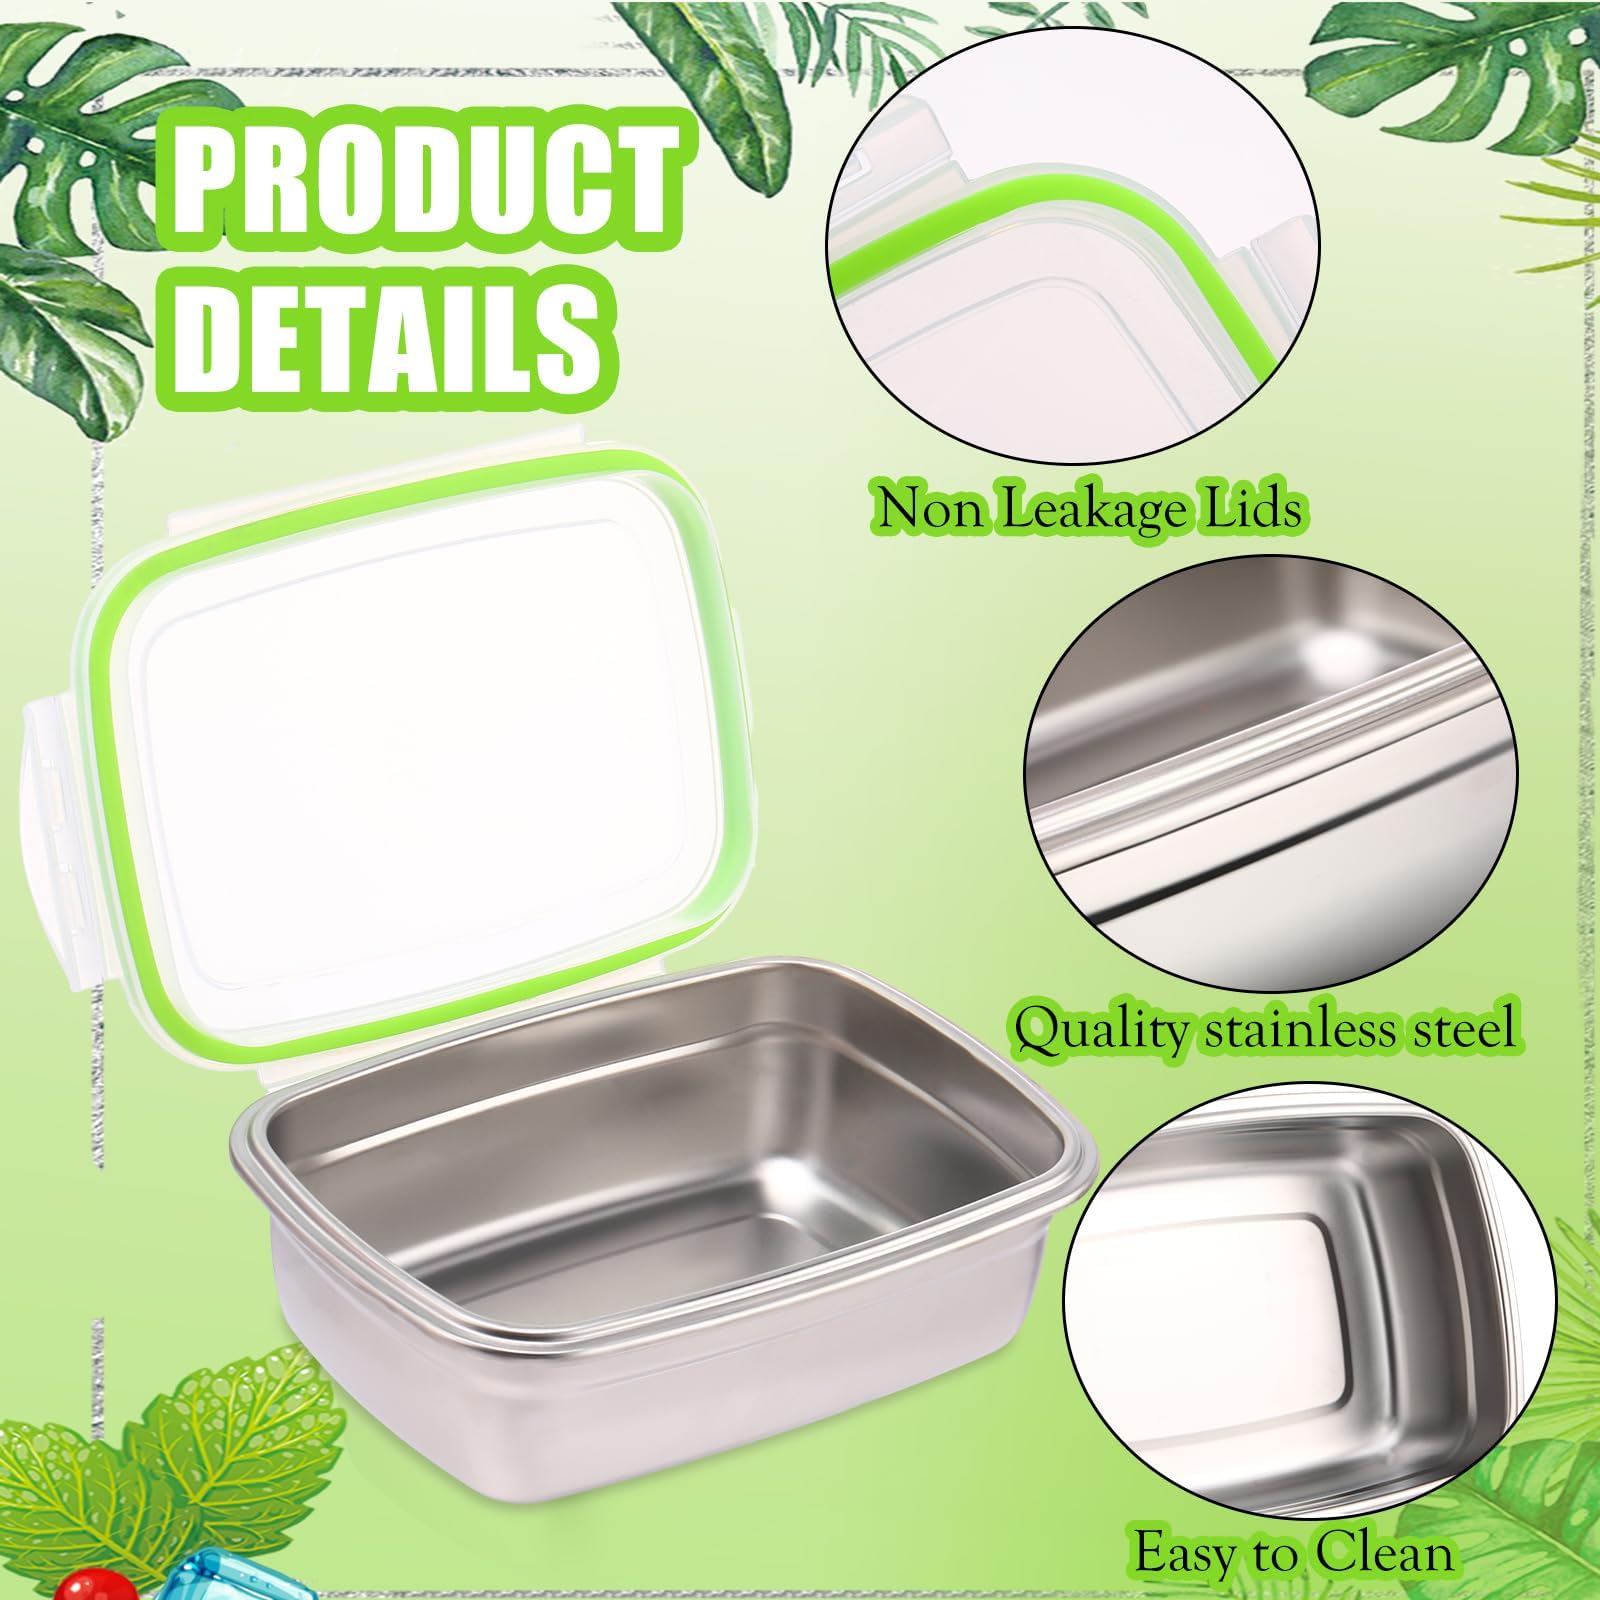 PRODUCT
DETAILS
Non Leakage Lids
Quality stainless steel
Easy to Clean